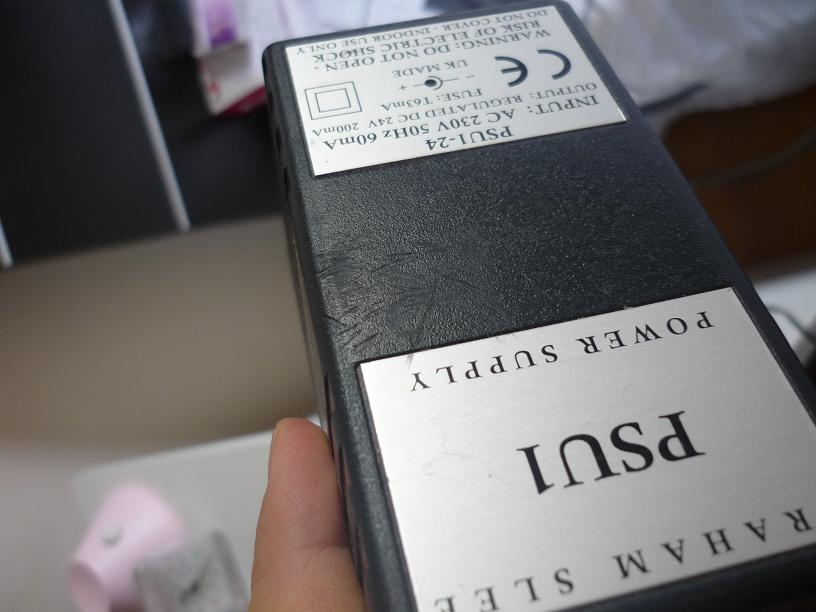 RAHAM SLEE
PSU1
POWER SUPPLY
PSU1-24
INPUT: AC 230V 50Hz 60mA
OUTPUT: REGULATED DC 24V 200mA
FUSE: T63mA
- +
UK MADE
CE
WARNING: DO NOT OPEN -
RISK OF ELECTRIC SHOCK
DO NOT COVER - INDOOR USE ONLY